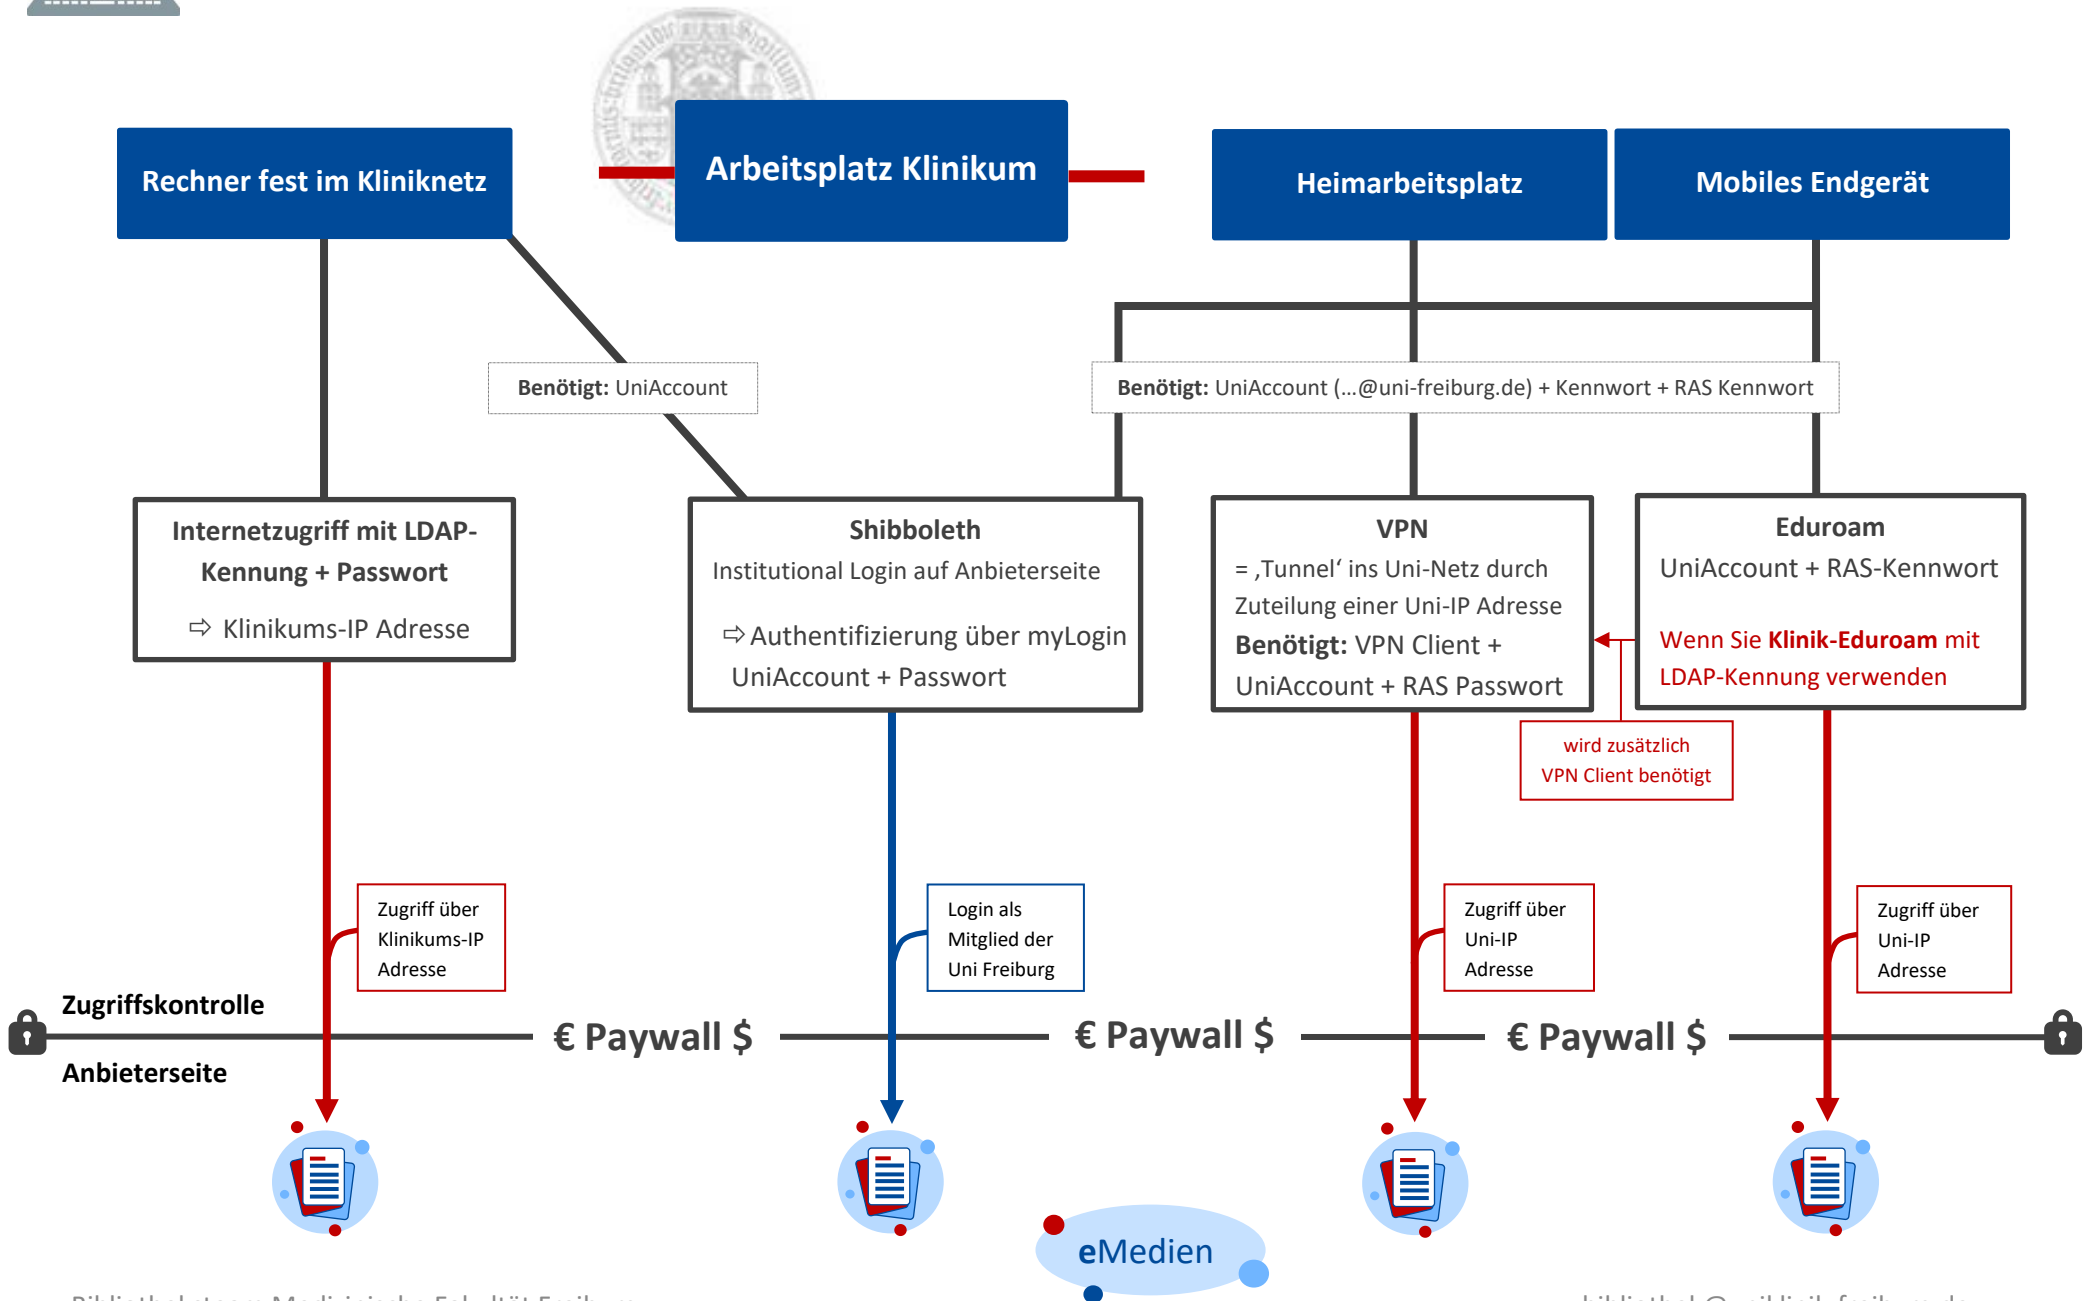 Arbeitsplatz Klinikum
Rechner fest im Kliniknetz
Heimarbeitsplatz
Mobiles Endgerät
Benötigt: UniAccount
Benötigt: UniAccount (...@uni-freiburg.de) + Kennwort + RAS Kennwort
Internetzugriff mit LDAP-
Kennung + Passwort
⇨ Klinikums-IP Adresse
Shibboleth
Institutional Login auf Anbieterseite
⇨ Authentifizierung über myLogin
UniAccount + Passwort
VPN
= ‚Tunnel‘ ins Uni-Netz durch
Zuteilung einer Uni-IP Adresse
Benötigt: VPN Client +
UniAccount + RAS Passwort
Eduroam
UniAccount + RAS-Kennwort
Wenn Sie Klinik-Eduroam mit
LDAP-Kennung verwenden
wird zusätzlich
VPN Client benötigt
Zugriff über
Klinikums-IP
Adresse
Login als
Mitglied der
Uni Freiburg
Zugriff über
Uni-IP
Adresse
Zugriff über
Uni-IP
Adresse
Zugriffskontrolle
€ Paywall $
€ Paywall $
€ Paywall $
Anbieterseite
eMedien